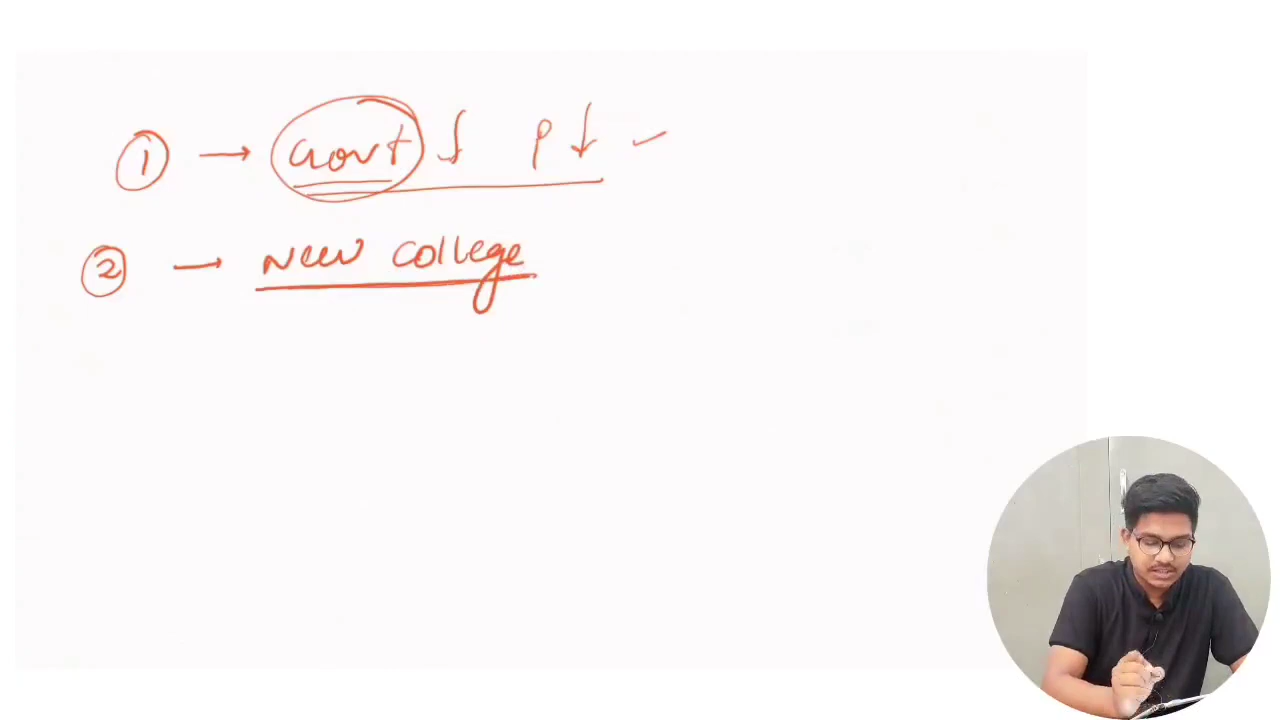 ① → Govt ↓ P ↓ ✓
② → New college